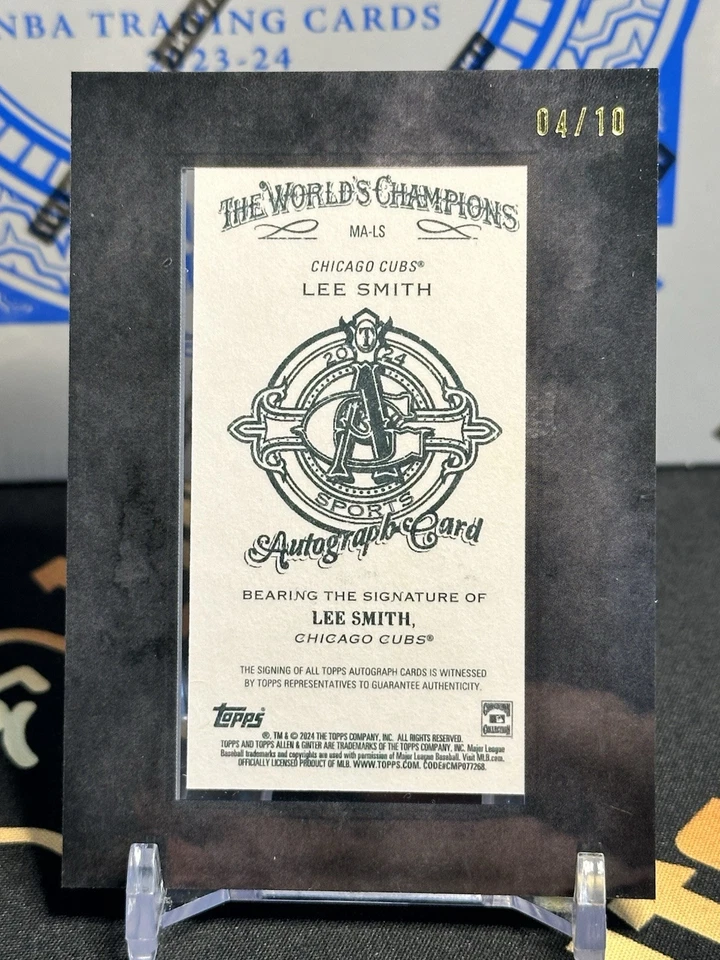 NBA TRADING CARDS
23-24
04/10
THE WORLD'S CHAMPIONS
MA-LS
CHICAGO CUBS®
LEE SMITH
T
20 24
A&G
SPORTS
Autograph Card
BEARING THE SIGNATURE OF
LEE SMITH,
CHICAGO CUBS®
THE SIGNING OF ALL TOPPS AUTOGRAPH CARDS IS WITNESSED
BY TOPPS REPRESENTATIVES TO GUARANTEE AUTHENTICITY.
topps®
COLLECTION
®, TM & © 2024 THE TOPPS COMPANY, INC. ALL RIGHTS RESERVED.
TOPPS AND TOPPS ALLEN & GINTER ARE TRADEMARKS OF THE TOPPS COMPANY, INC. Major League
Baseball trademarks and copyrights are used with permission of Major League Baseball. Visit MLB.com.
OFFICIALLY LICENSED PRODUCT OF MLB. WWW.TOPPS.COM. CODE#CMP077268.